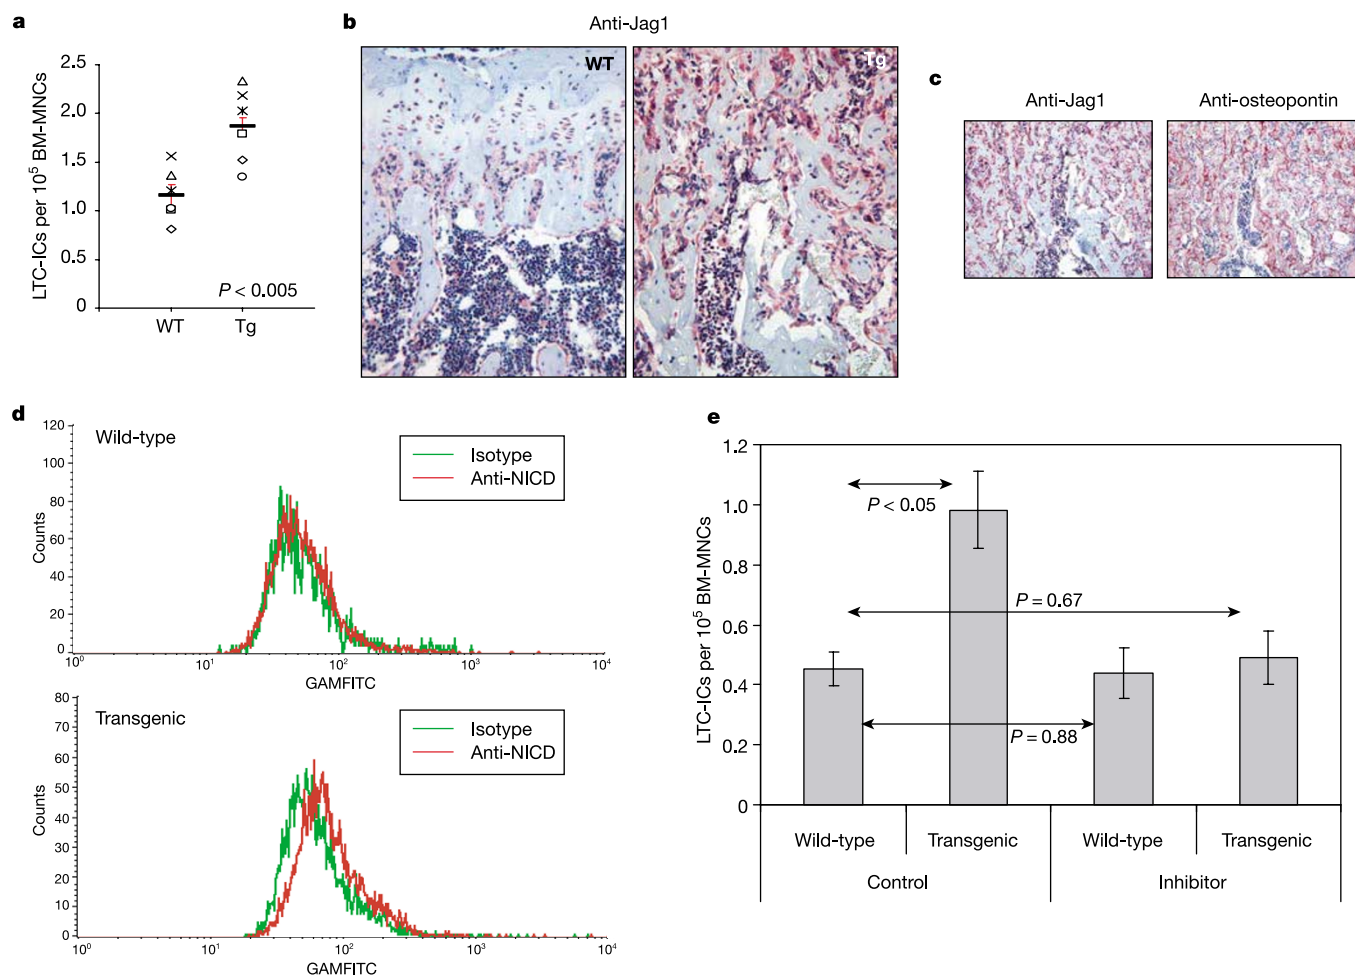 a
LTC-ICs per 10⁵ BM-MNCs
2.5
2.0
1.5
1.0
0.5
0
P < 0.005
WT
Tg
b
Anti-Jag1
WT
Tg
c
Anti-Jag1
Anti-osteopontin
d
Wild-type
Isotype
Anti-NICD
Counts
120
100
80
60
40
20
0
10⁰
10¹
10²
10³
10⁴
GAMFITC
Transgenic
Isotype
Anti-NICD
Counts
80
70
60
50
40
30
20
10
0
10⁰
10¹
10²
10³
10⁴
GAMFITC
e
LTC-ICs per 10⁵ BM-MNCs
1.2
1.0
0.8
0.6
0.4
0.2
0
P < 0.05
P = 0.67
P = 0.88
Wild-type
Transgenic
Wild-type
Transgenic
Control
Inhibitor